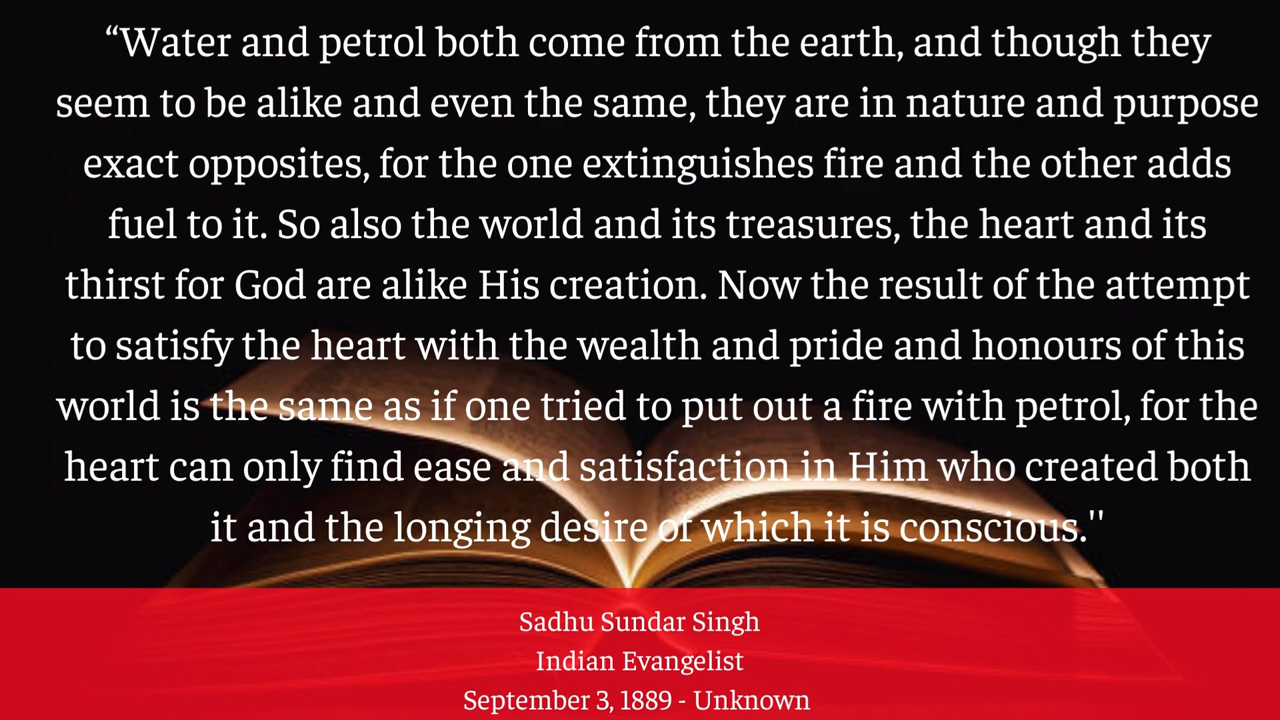 “Water and petrol both come from the earth, and though they
seem to be alike and even the same, they are in nature and purpose
exact opposites, for the one extinguishes fire and the other adds
fuel to it. So also the world and its treasures, the heart and its
thirst for God are alike His creation. Now the result of the attempt
to satisfy the heart with the wealth and pride and honours of this
world is the same as if one tried to put out a fire with petrol, for the
heart can only find ease and satisfaction in Him who created both
it and the longing desire of which it is conscious.''
Sadhu Sundar Singh
Indian Evangelist
September 3, 1889 - Unknown